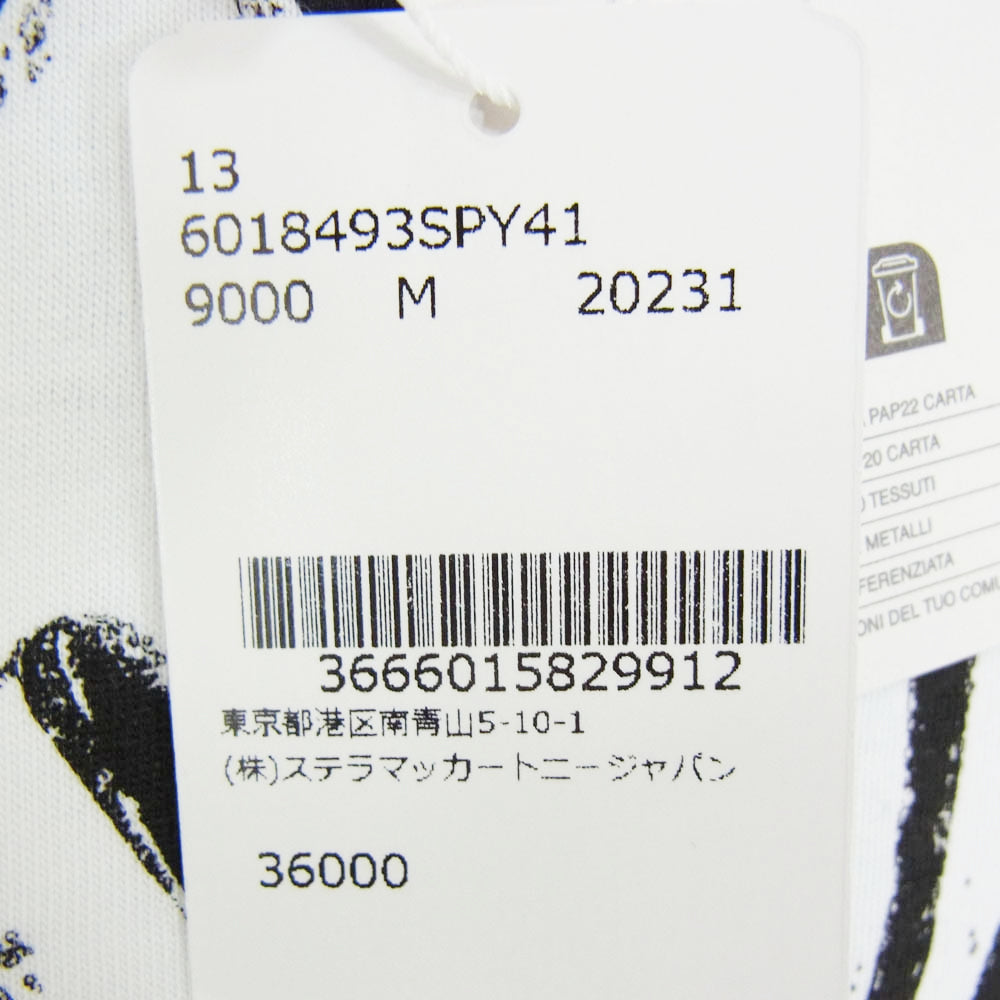 13
6018493SPY41
9000 M 20231
3666015829912
東京都港区南青山5-10-1
(株)ステラマッカートニージャパン
36000
PAP22 CARTA
20 CARTA
TESSUTI
METALLI
FERENZIATA
ONI DEL TUO COMU